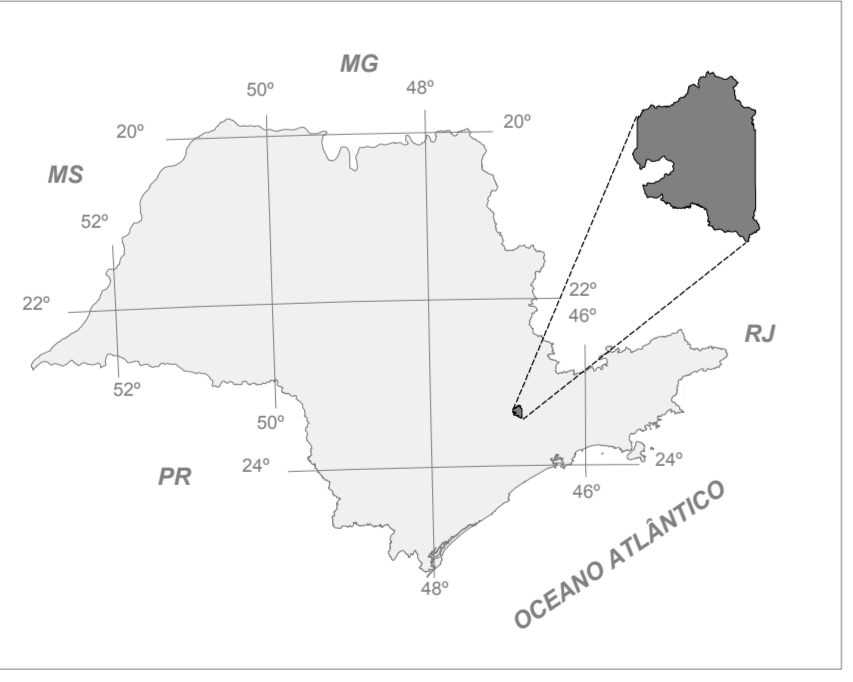 MG
50º
48º
20º
20º
MS
52º
22º
22º
46º
RJ
52º
50º
PR
24º
24º
46º
OCEANO ATLÂNTICO
48º